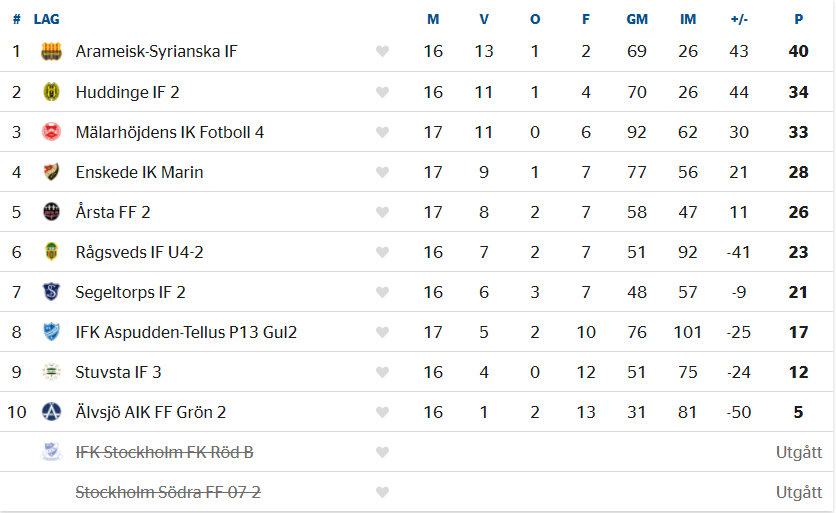 # LAG M V O F GM IM +/- P
1 Arameisk-Syrianska IF 16 13 1 2 69 26 43 40
2 Huddinge IF 2 16 11 1 4 70 26 44 34
3 Mälarhöjdens IK Fotboll 4 17 11 0 6 92 62 30 33
4 Enskede IK Marin 17 9 1 7 77 56 21 28
5 Årsta FF 2 17 8 2 7 58 47 11 26
6 Rågsveds IF U4-2 16 7 2 7 51 92 -41 23
7 Segeltorps IF 2 16 6 3 7 48 57 -9 21
8 IFK Aspudden-Tellus P13 Gul2 17 5 2 10 76 101 -25 17
9 Stuvsta IF 3 16 4 0 12 51 75 -24 12
10 Älvsjö AIK FF Grön 2 16 1 2 13 31 81 -50 5
IFK Stockholm FK Röd B Utgått
Stockholm Södra FF 07 2 Utgått